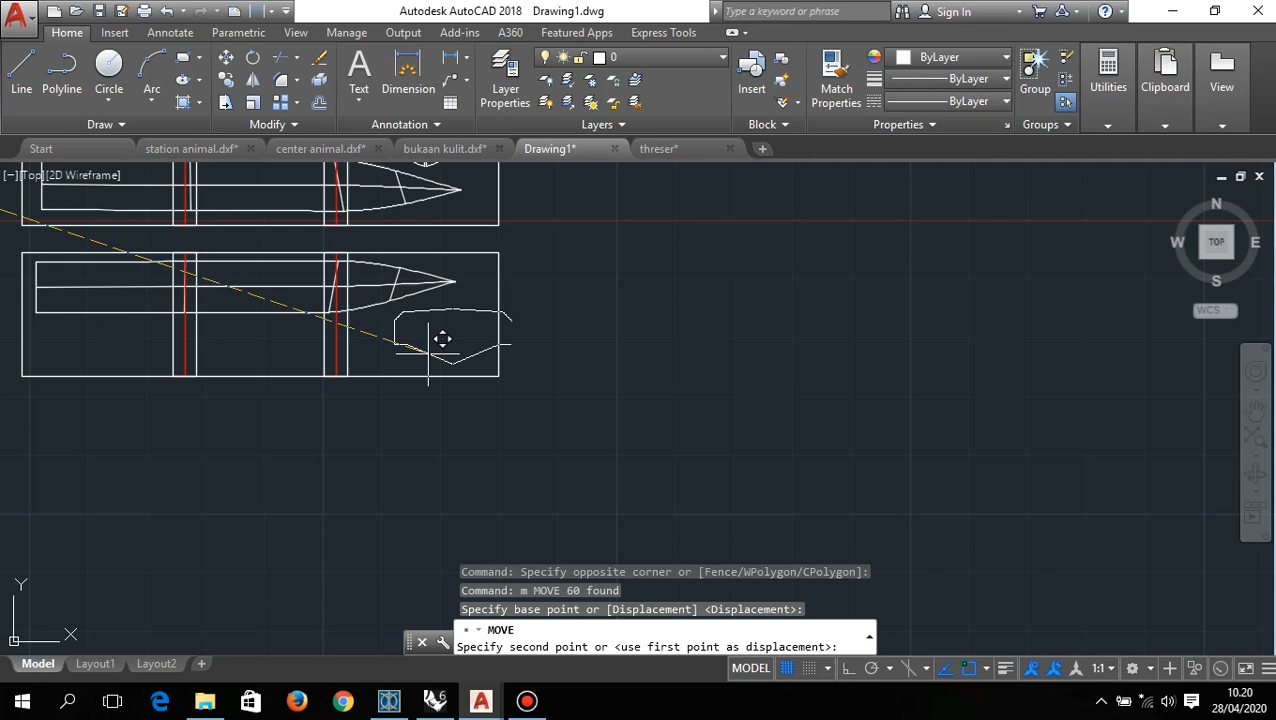 Autodesk AutoCAD 2018 Drawing1.dwg
Type a keyword or phrase
Sign In
Home Insert Annotate Parametric View Manage Output Add-ins A360 Featured Apps Express Tools
0
ByLayer
ByLayer
ByLayer
Line Polyline Circle Arc Text Dimension Layer Properties Insert Match Properties Group Utilities Clipboard View
Draw Modify Annotation Layers Block Properties Groups
Start station animal.dxf* center animal.dxf* bukaan kulit.dxf* Drawing1* threser*
[−][Top][2D Wireframe]
N
W TOP E
S
WCS
Y
X
Command: Specify opposite corner or [Fence/WPolygon/CPolygon]:
Command: m MOVE 60 found
Specify base point or [Displacement] <Displacement>:
MOVE
Specify second point or <use first point as displacement>:
Model Layout1 Layout2
MODEL 1:1
10.20
28/04/2020